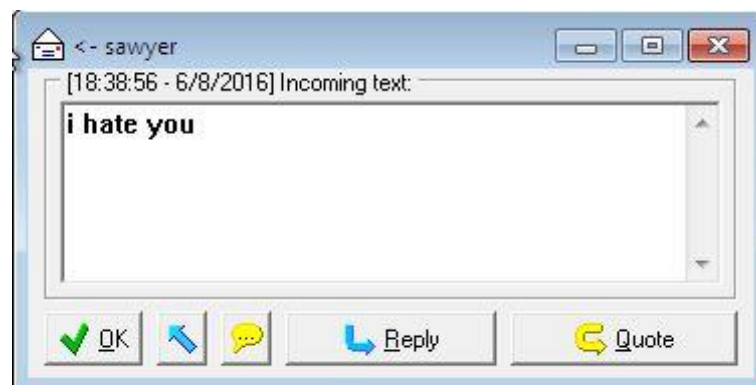 <- sawyer
[18:38:56 - 6/8/2016] Incoming text:
i hate you
OK
Reply
Quote